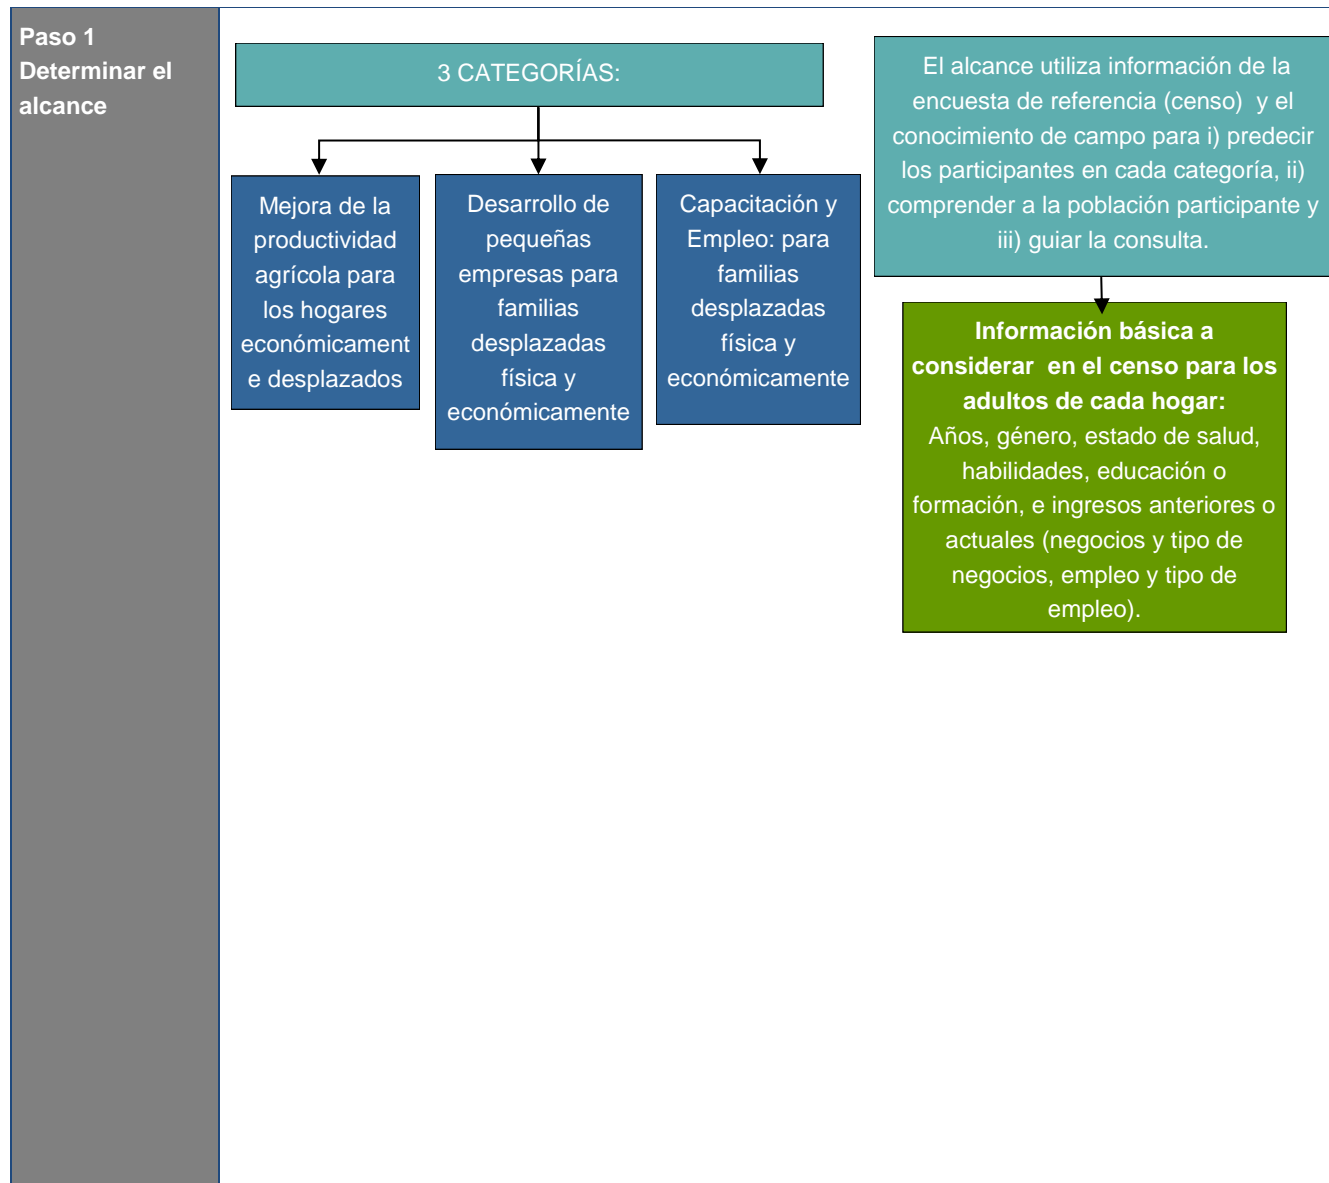 Paso 1
Determinar el
alcance
3 CATEGORÍAS:
Mejora de la
productividad
agrícola para
los hogares
económicament
e desplazados
Desarrollo de
pequeñas
empresas para
familias
desplazadas
física y
económicamente
Capacitación y
Empleo: para
familias
desplazadas
física y
económicamente
El alcance utiliza información de la
encuesta de referencia (censo) y el
conocimiento de campo para i) predecir
los participantes en cada categoría, ii)
comprender a la población participante y
iii) guiar la consulta.
Información básica a
considerar en el censo para los
adultos de cada hogar:
Años, género, estado de salud,
habilidades, educación o
formación, e ingresos anteriores o
actuales (negocios y tipo de
negocios, empleo y tipo de
empleo).